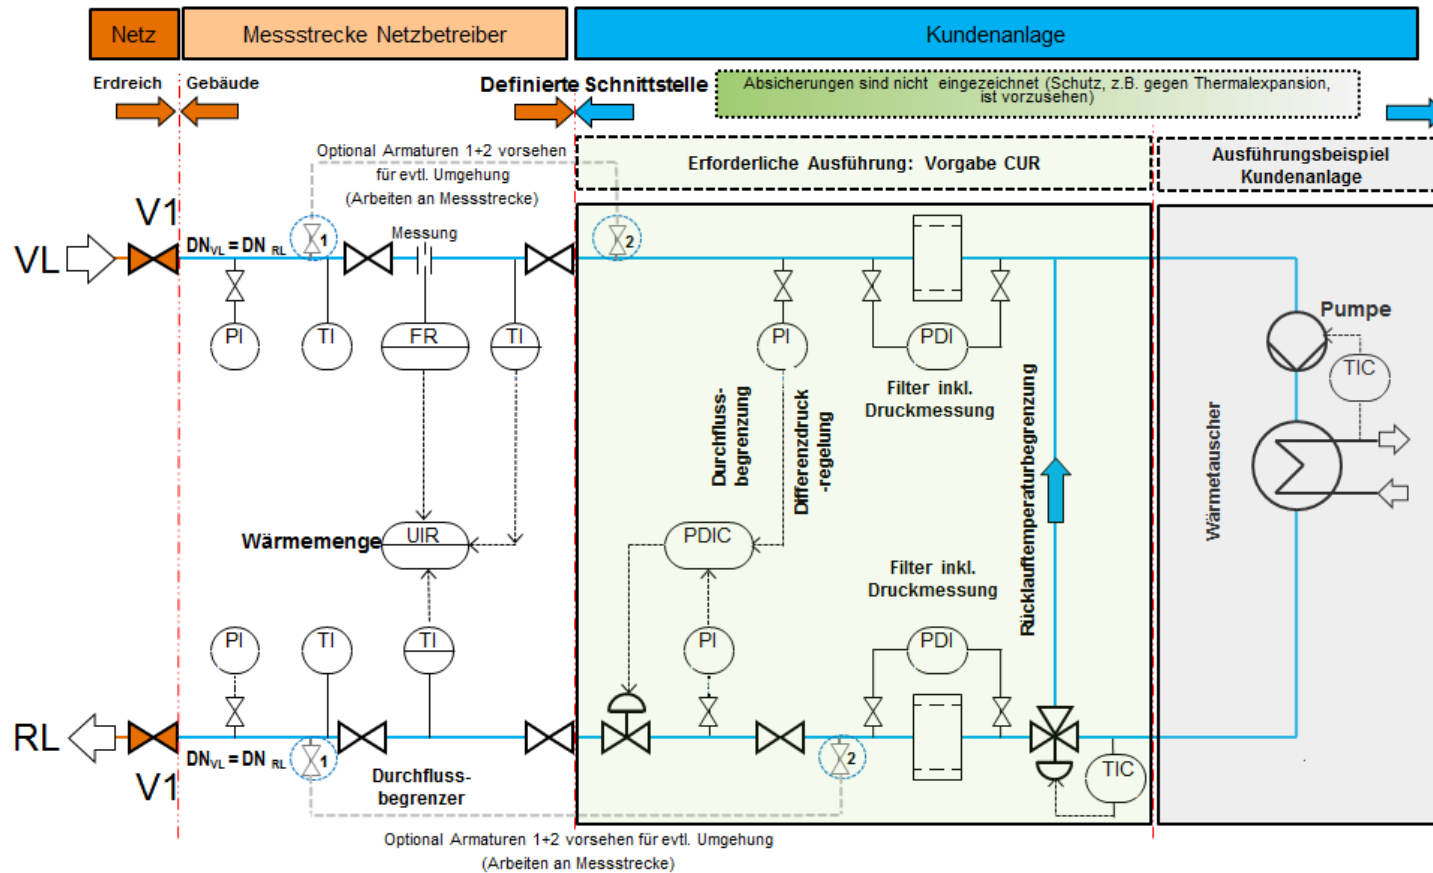 Netz
Messstrecke Netzbetreiber
Kundenanlage
Erdreich
Gebäude
Definierte Schnittstelle
Absicherungen sind nicht eingezeichnet (Schutz, z.B. gegen Thermalexpansion,
ist vorzusehen)
Optional Armaturen 1+2 vorsehen
für evtl. Umgehung
(Arbeiten an Messstrecke)
Erforderliche Ausführung: Vorgabe CUR
Ausführungsbeispiel
Kundenanlage
V1
VL
DNVL = DN RL
1
Messung
2
PI
TI
FR
TI
PI
PDI
Pumpe
TIC
Filter inkl.
Druckmessung
Durchfluss-
begrenzung
Differenzdruck
-regelung
Rücklauftemperaturbegrenzung
Wärmetauscher
Wärmemenge
UIR
PDIC
Filter inkl.
Druckmessung
PI
TI
TI
PI
PDI
RL
V1
DNVL = DN RL
1
Durchfluss-
begrenzer
2
TIC
Optional Armaturen 1+2 vorsehen für evtl. Umgehung
(Arbeiten an Messstrecke)